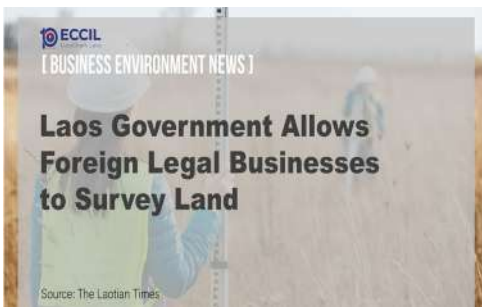 ECCIL
[ BUSINESS ENVIRONMENT NEWS ]
Laos Government Allows
Foreign Legal Businesses
to Survey Land
Source: The Laotian Times